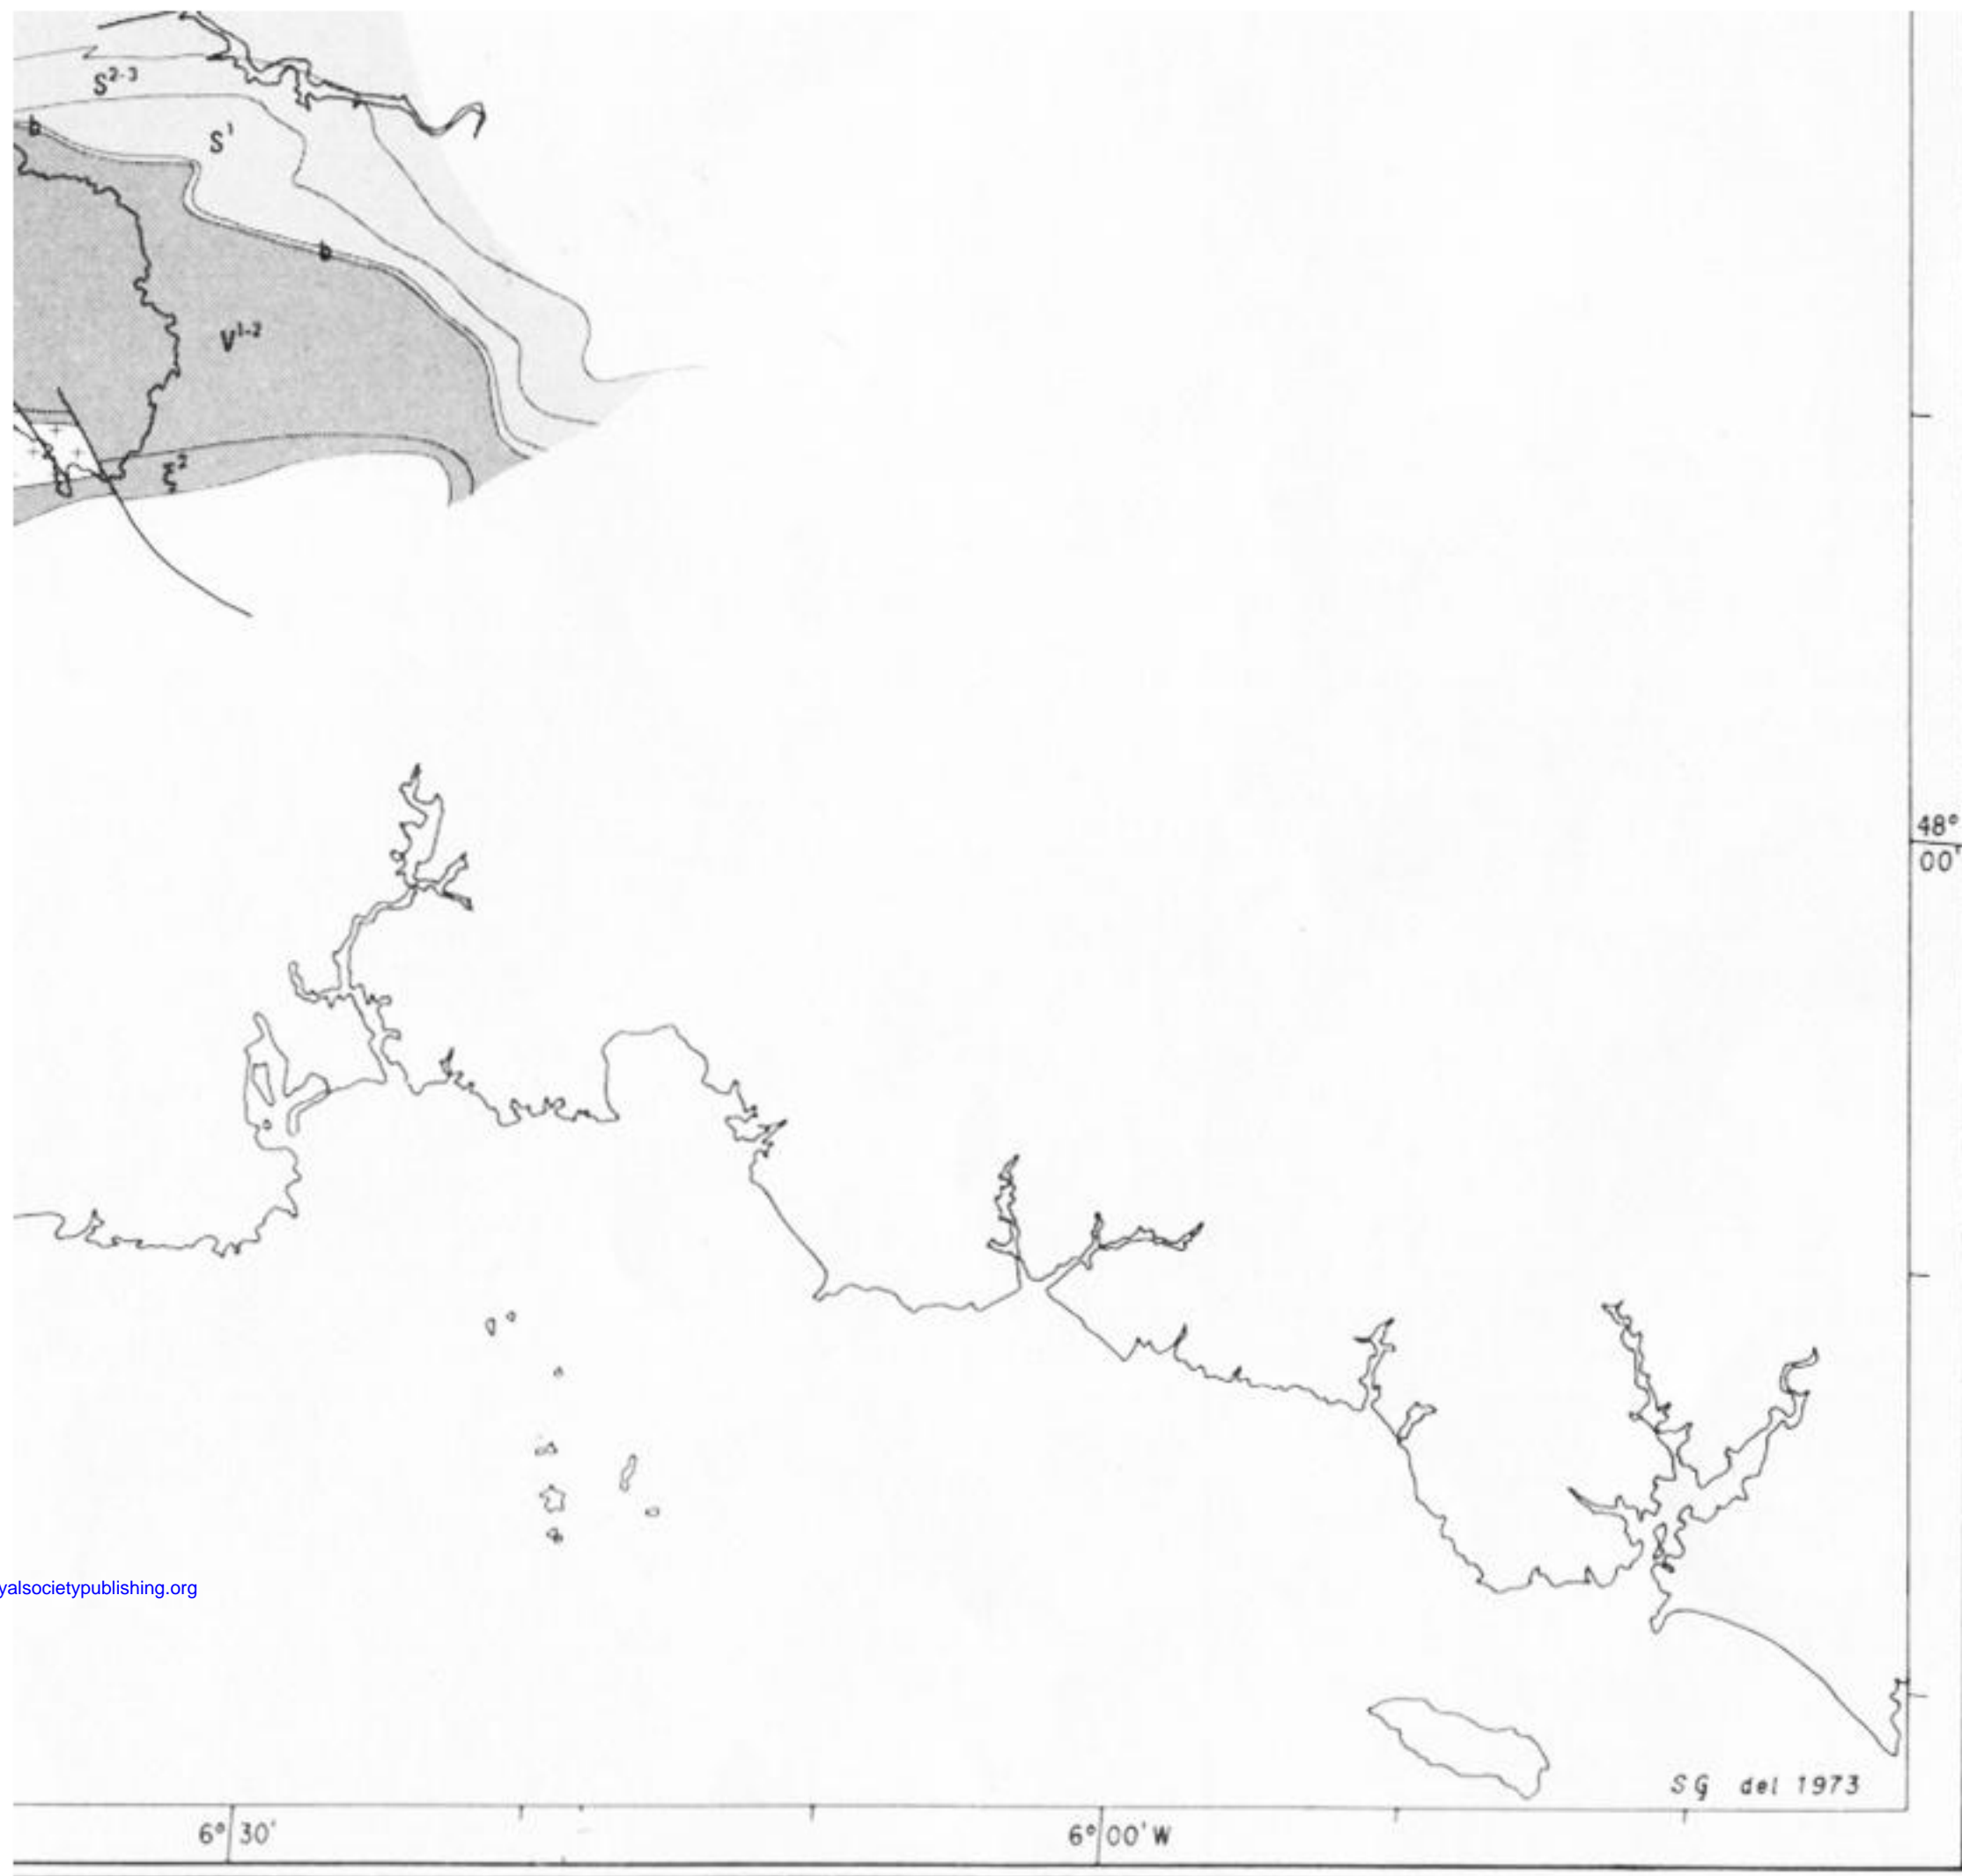 S²⁻³
b
S¹
b
V¹⁻²
ξ²
48°
00'
yalsocietypublishing.org
SG del 1973
6° 30'
6° 00' W